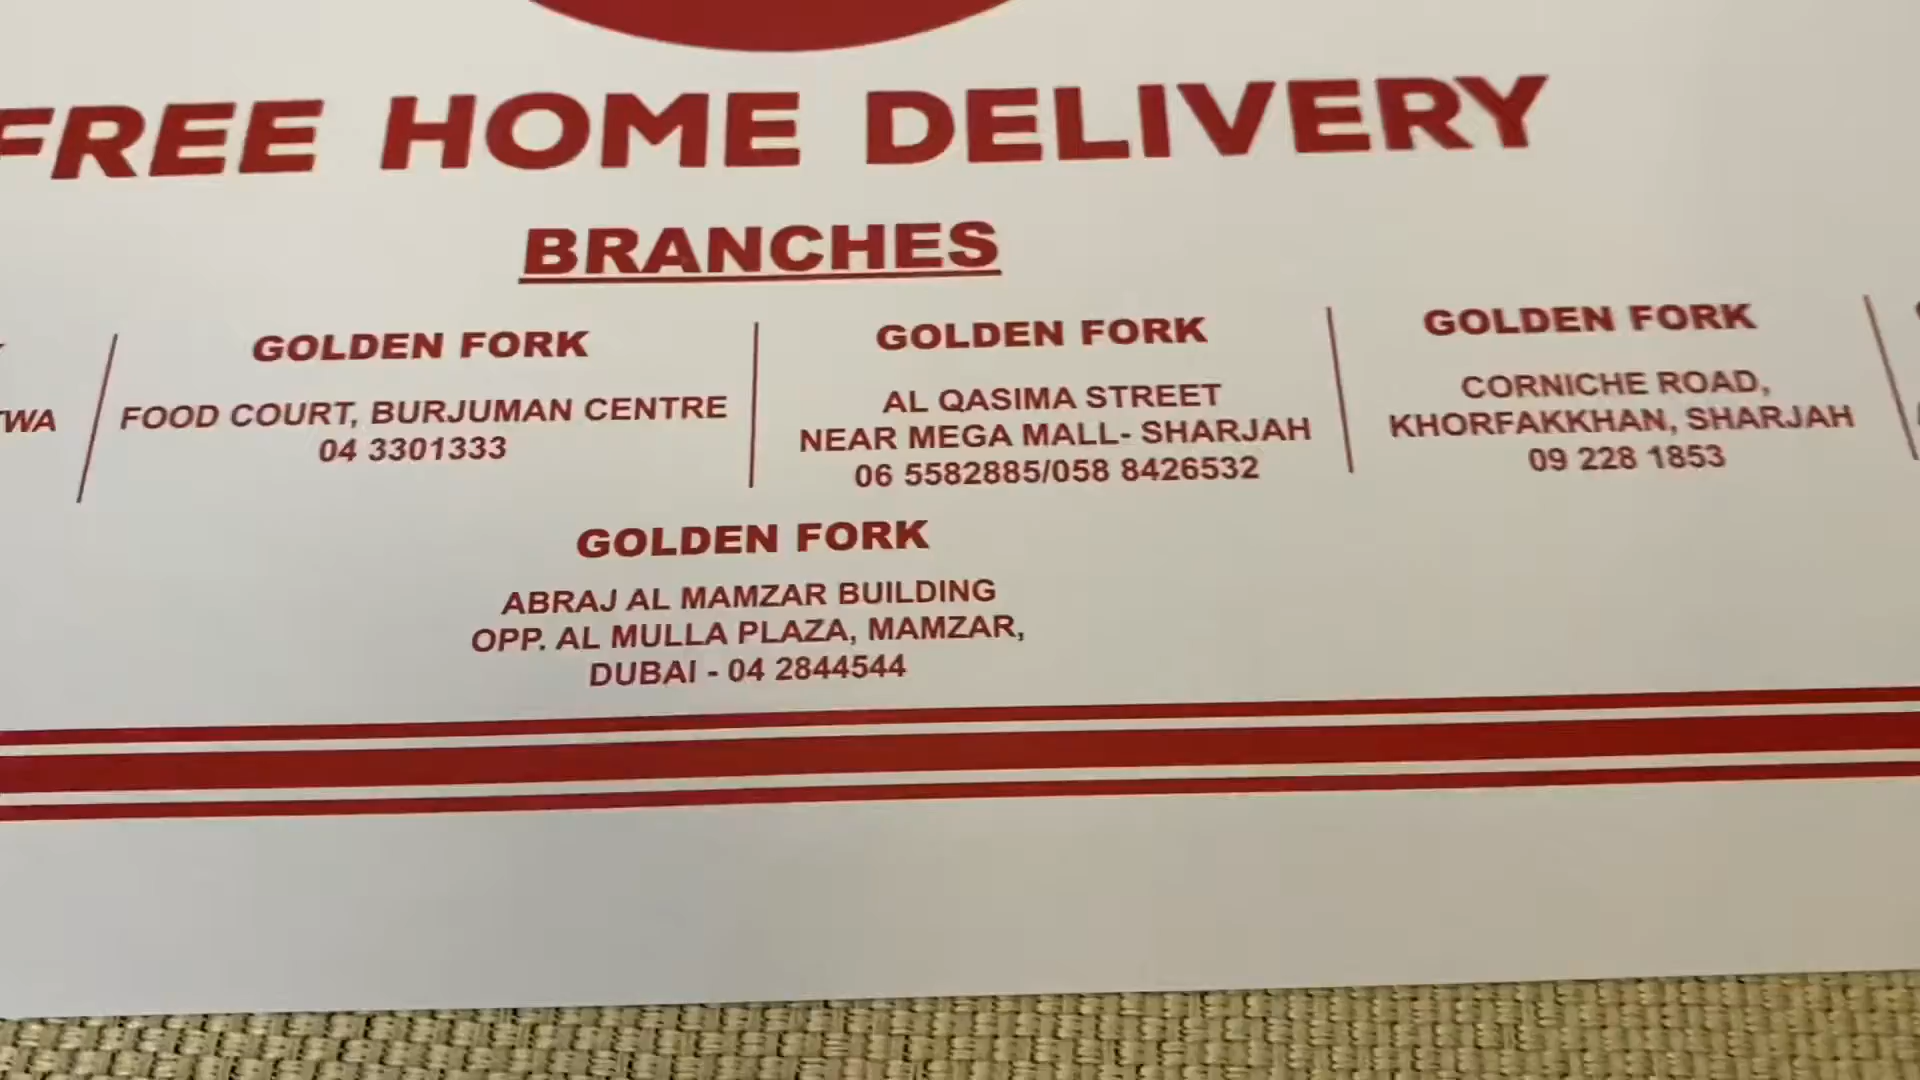 FREE HOME DELIVERY
BRANCHES
GOLDEN FORK
FOOD COURT, BURJUMAN CENTRE
04 3301333
GOLDEN FORK
AL QASIMA STREET
NEAR MEGA MALL- SHARJAH
06 5582885/058 8426532
GOLDEN FORK
CORNICHE ROAD,
KHORFAKKHAN, SHARJAH
09 228 1853
GOLDEN FORK
ABRAJ AL MAMZAR BUILDING
OPP. AL MULLA PLAZA, MAMZAR,
DUBAI - 04 2844544